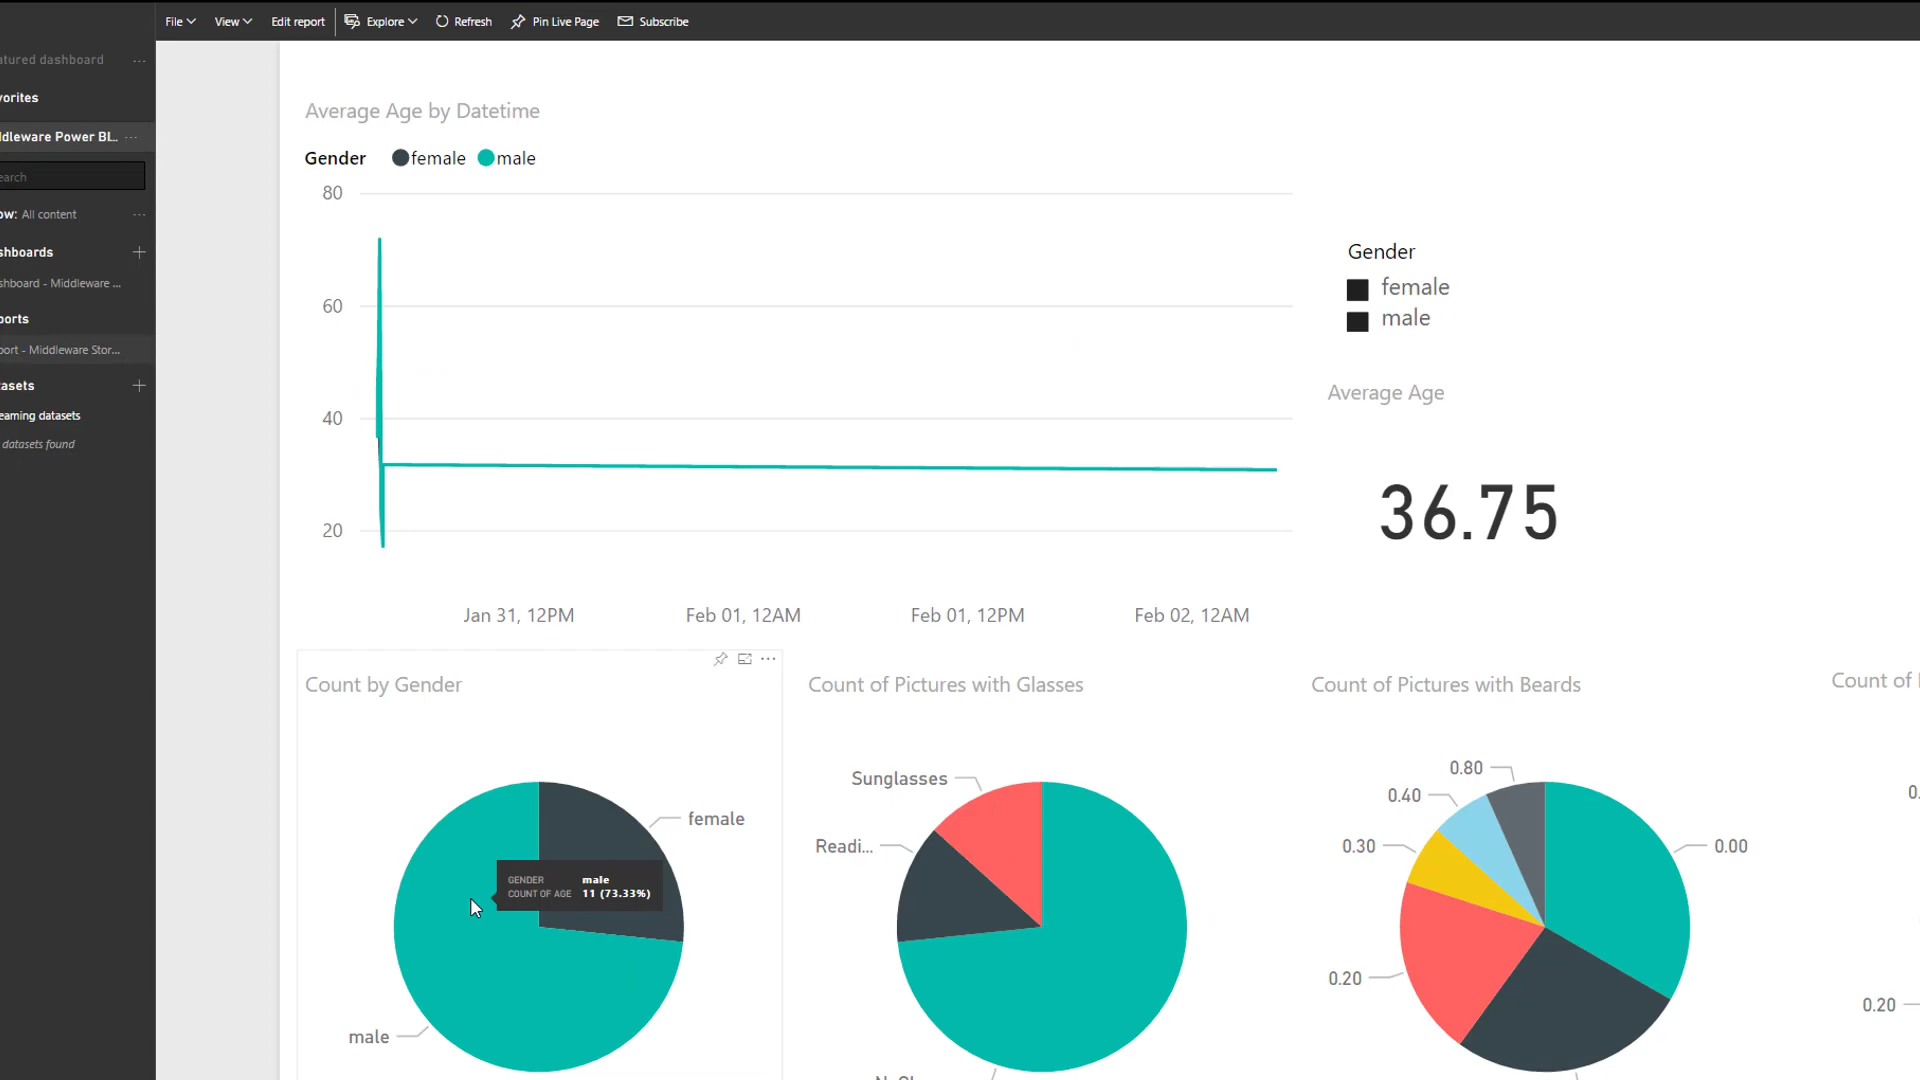 File View Edit report Explore Refresh Pin Live Page Subscribe
atured dashboard ...
vorites
ddleware Power BI... ...
earch
ow: All content ...
shboards
shboard - Middleware ...
ports
port - Middleware Stor...
tasets
eaming datasets
datasets found
Average Age by Datetime
Gender female male
80
60
40
20
Jan 31, 12PM Feb 01, 12AM Feb 01, 12PM Feb 02, 12AM
Gender
female
male
Average Age
36.75
Count by Gender
female
GENDER male
COUNT OF AGE 11 (73.33%)
male
Count of Pictures with Glasses
Sunglasses
Readi...
Count of Pictures with Beards
0.80
0.40
0.30
0.00
0.20
Count of
0.
0.20